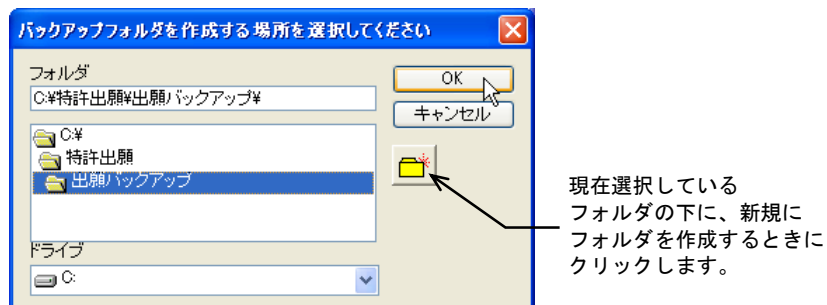 バックアップフォルダを作成する場所を選択してください
フォルダ
C:¥特許出願¥出願バックアップ¥
OK
キャンセル
C:¥
特許出願
出願バックアップ
ドライブ
C:
現在選択している
フォルダの下に、新規に
フォルダを作成するときに
クリックします。